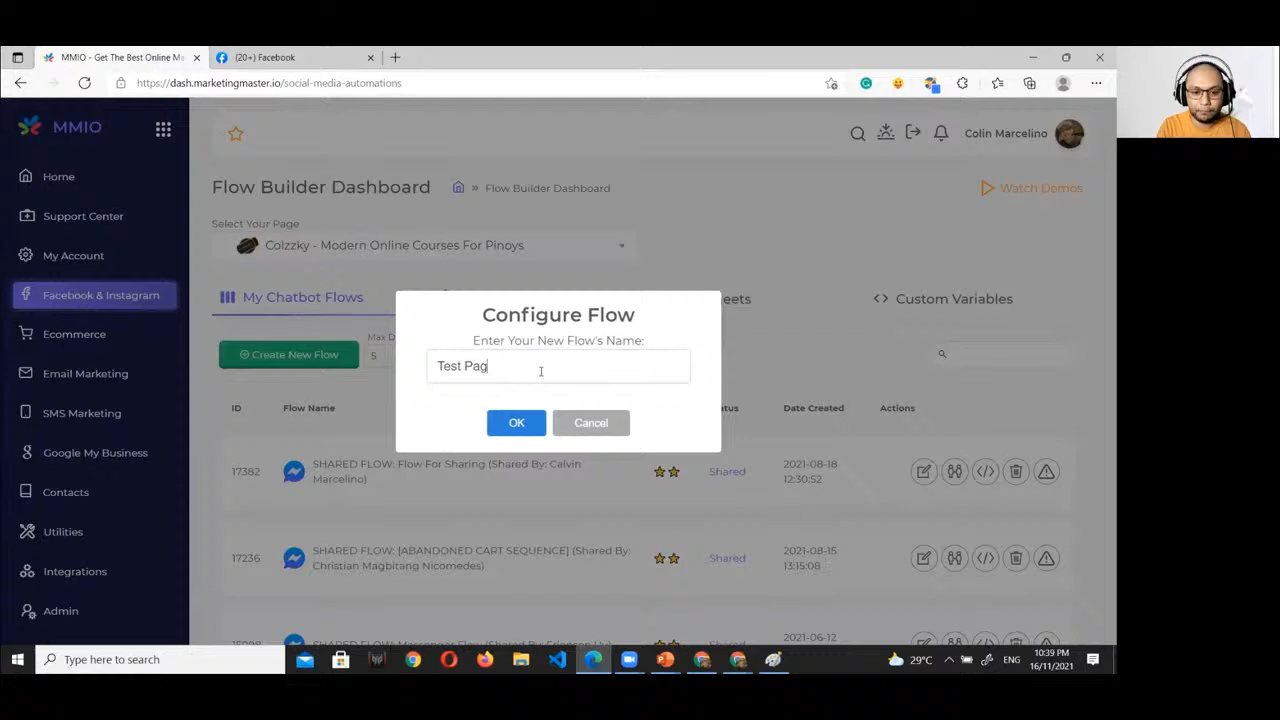 MMIO - Get The Best Online Ma
(20+) Facebook
https://dash.marketingmaster.io/social-media-automations
MMIO
Colin Marcelino
Flow Builder Dashboard
» Flow Builder Dashboard
Watch Demos
Select Your Page
Colzzky - Modern Online Courses For Pinoys
Home
Support Center
My Account
Facebook & Instagram
Ecommerce
Email Marketing
SMS Marketing
Google My Business
Contacts
Utilities
Integrations
Admin
My Chatbot Flows
eets
Custom Variables
Create New Flow
Max D
5
Configure Flow
Enter Your New Flow's Name:
Test Pag
OK
Cancel
ID
Flow Name
atus
Date Created
Actions
17382
SHARED FLOW: Flow For Sharing (Shared By: Calvin
Marcelino)
Shared
2021-08-18
12:30:52
17236
SHARED FLOW: [ABANDONED CART SEQUENCE] (Shared By:
Christian Magbitang Nicomedes)
Shared
2021-08-15
13:15:08
2021-06-12
Type here to search
29°C
ENG
10:39 PM
16/11/2021